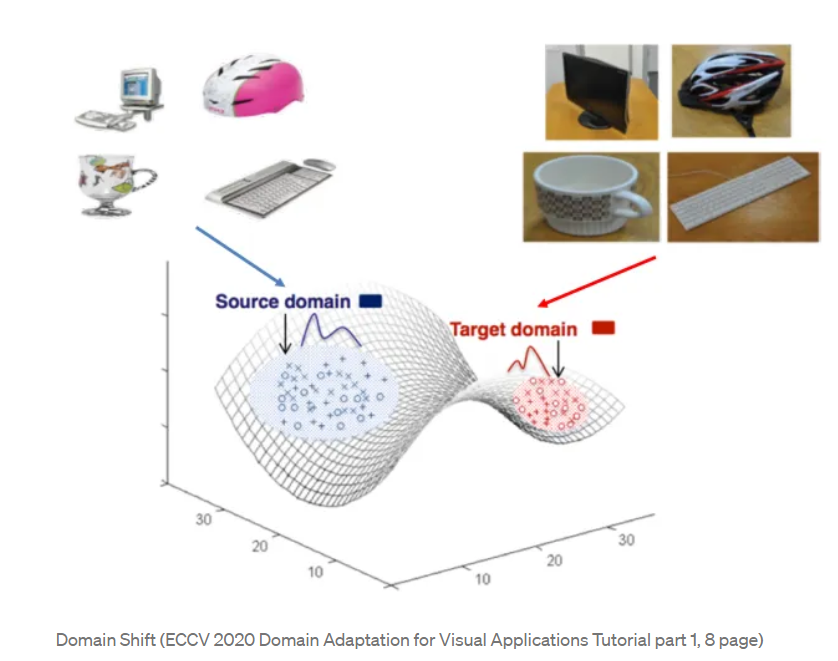 Source domain
Target domain
30
20
10
10
20
30
Domain Shift (ECCV 2020 Domain Adaptation for Visual Applications Tutorial part 1, 8 page)